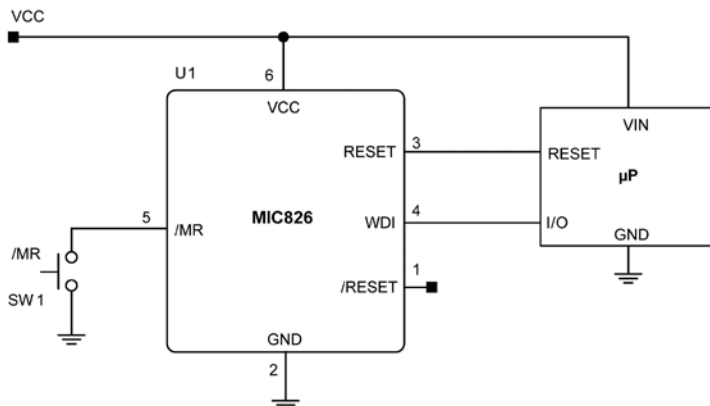 VCC
U1
6
VCC
VIN
RESET
3
RESET
µP
5
/MR
MIC826
WDI
4
I/O
/MR
GND
SW1
/RESET
1
GND
2